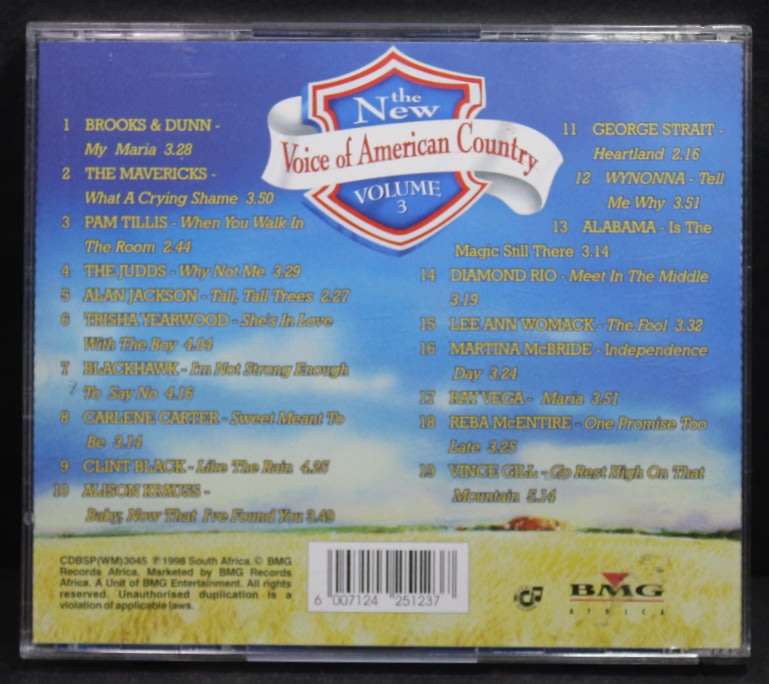 the
New
Voice of American Country
VOLUME
3
1 BROOKS & DUNN -
My Maria 3.28
2 THE MAVERICKS -
What A Crying Shame 3.50
3 PAM TILLIS - When You Walk In
The Room 2.44
4 THE JUDDS - Why Not Me 3.29
5 ALAN JACKSON - Tall, Tall Trees 2.27
6 TRISHA YEARWOOD - She's In Love
With The Boy 4.04
7 BLACKHAWK - I'm Not Strong Enough
To Say No 4.16
8 CARLENE CARTER - Sweet Meant To
Be 3.14
9 CLINT BLACK - Like The Rain 4.25
10 ALISON KRAUSS -
Baby, Now That I've Found You 3.49
11 GEORGE STRAIT -
Heartland 2.16
12 WYNONNA - Tell
Me Why 3.51
13 ALABAMA - Is The
Magic Still There 3.14
14 DIAMOND RIO - Meet In The Middle
3.19
15 LEE ANN WOMACK - The Fool 3.32
16 MARTINA McBRIDE - Independence
Day 3.24
17 RAY VEGA - Maria 3.51
18 REBA McENTIRE - One Promise Too
Late 3.25
19 VINCE GILL - Go Rest High On That
Mountain 5.14
CDBSP(WM)3045 ℗ 1998 South Africa. © BMG
Records Africa. Marketed by BMG Records
Africa. A Unit of BMG Entertainment. All rights
reserved. Unauthorised duplication is a
violation of applicable laws.
6 007124 251237
BMG
AFRICA